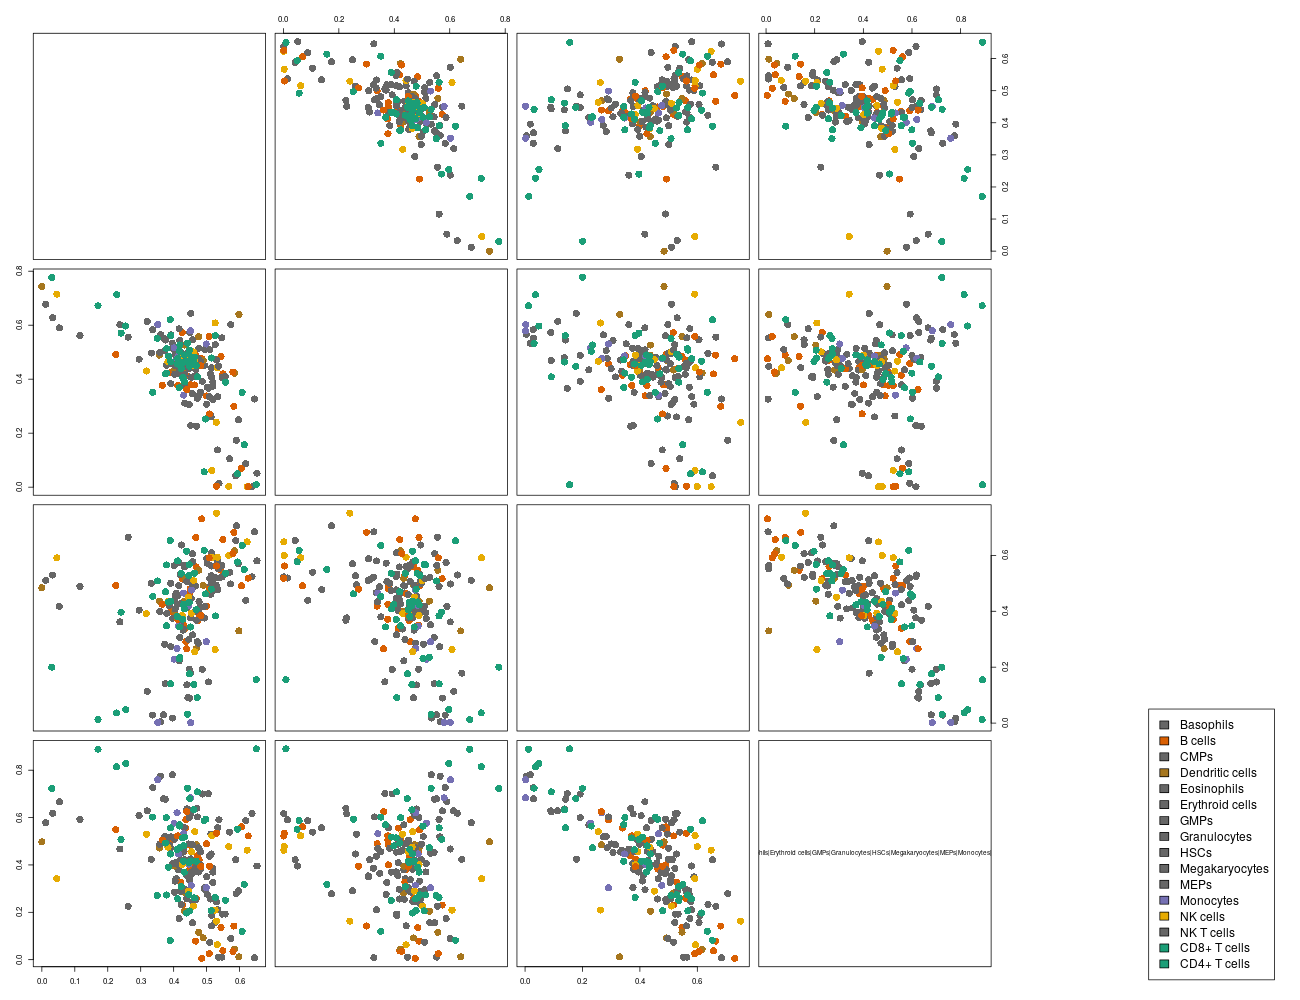 0.0 0.2 0.4 0.6 0.8
0.0 0.2 0.4 0.6 0.8
0.6
0.5
0.4
0.3
0.2
0.1
0.0
0.8
0.6
0.4
0.2
0.0
0.6
0.4
0.2
0.0
0.8
0.6
0.4
0.2
0.0
hils|Erythroid cells|GMPs|Granulocytes|HSCs|Megakaryocytes|MEPs|Monocytes|
0.0 0.1 0.2 0.3 0.4 0.5 0.6
0.0 0.2 0.4 0.6
Basophils
B cells
CMPs
Dendritic cells
Eosinophils
Erythroid cells
GMPs
Granulocytes
HSCs
Megakaryocytes
MEPs
Monocytes
NK cells
NK T cells
CD8+ T cells
CD4+ T cells